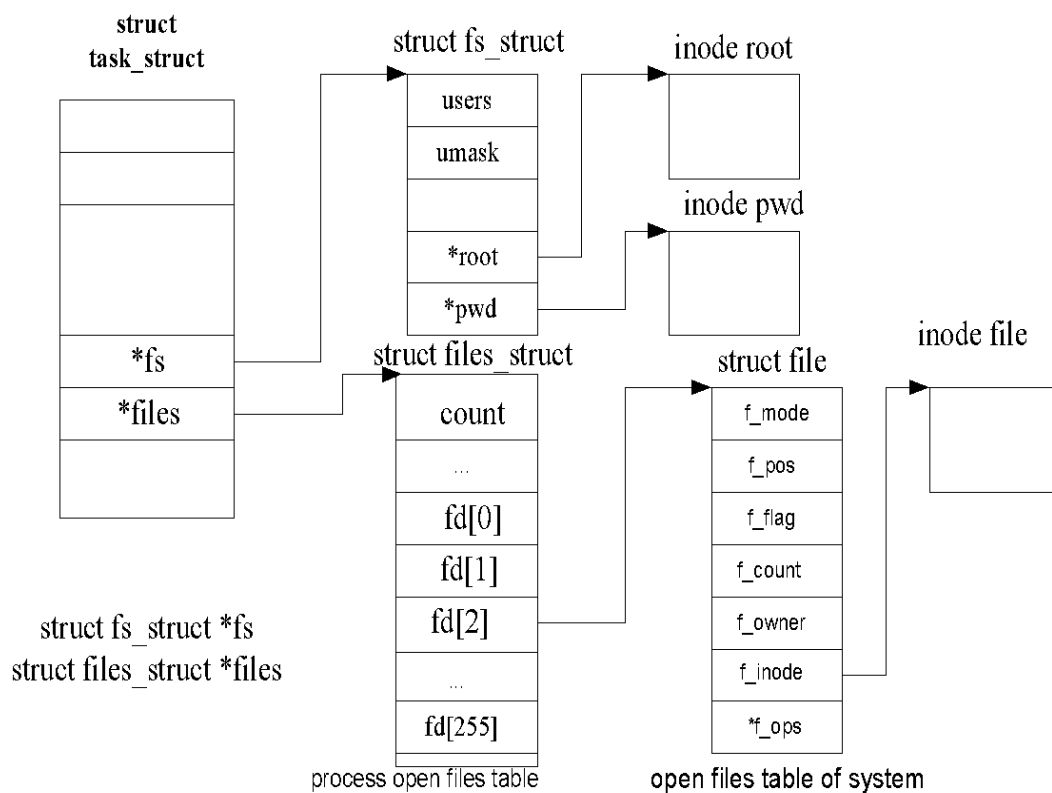 struct
task_struct
*fs
*files
struct fs_struct *fs
struct files_struct *files
struct fs_struct
users
umask
*root
*pwd
struct files_struct
count
...
fd[0]
fd[1]
fd[2]
...
fd[255]
process open files table
inode root
inode pwd
struct file
f_mode
f_pos
f_flag
f_count
f_owner
f_inode
*f_ops
open files table of system
inode file